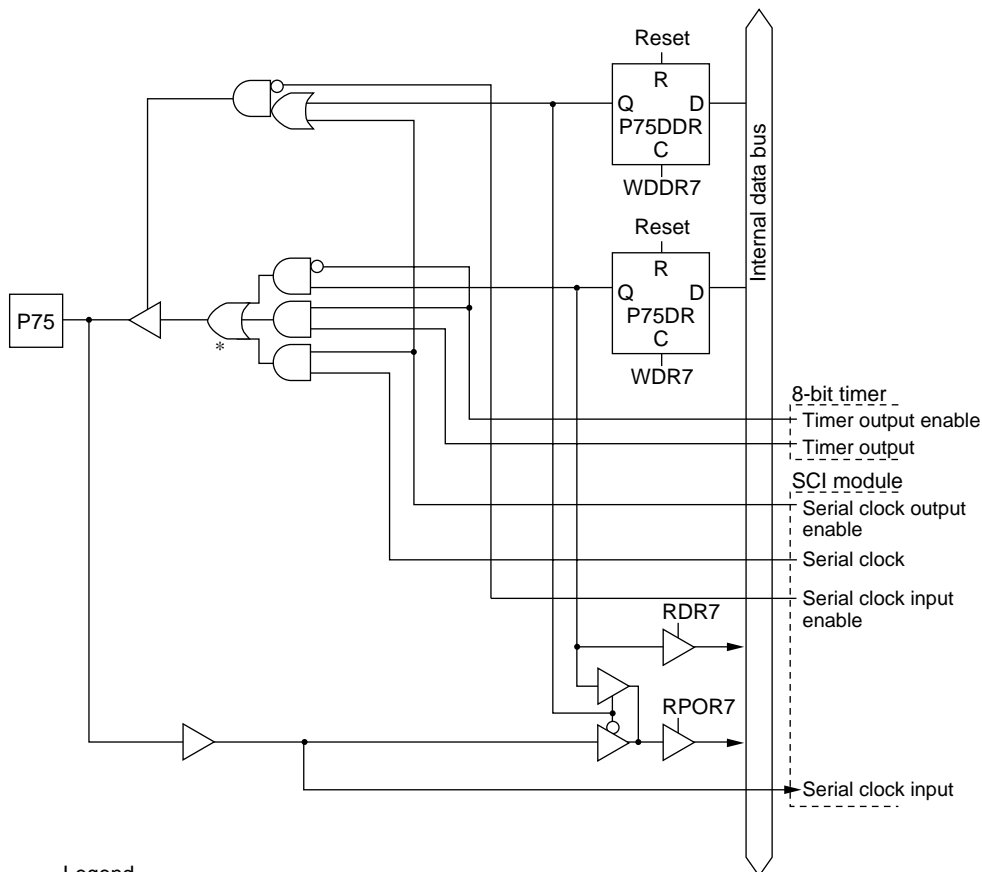 Reset
R
Q D
P75DDR
C
WDDR7
Internal data bus
Reset
R
Q D
P75DR
C
WDR7
P75
*
8-bit timer
Timer output enable
Timer output
SCI module
Serial clock output
enable
Serial clock
Serial clock input
enable
RDR7
RPOR7
Serial clock input
Legend